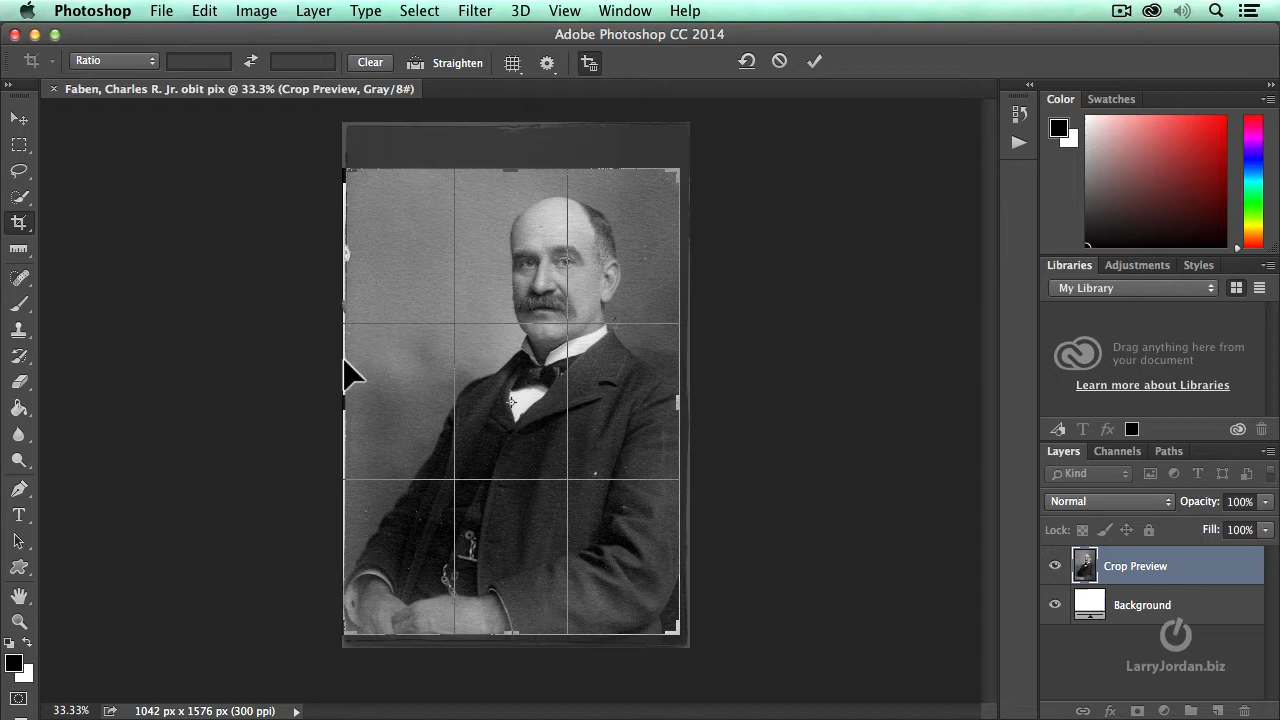 Photoshop File Edit Image Layer Type Select Filter 3D View Window Help
Adobe Photoshop CC 2014
Ratio Clear Straighten
Faben, Charles R. Jr. obit pix @ 33.3% (Crop Preview, Gray/8#)
Color Swatches
Libraries Adjustments Styles
My Library
Drag anything here to
your document
Learn more about Libraries
Layers Channels Paths
Kind
Normal Opacity: 100%
Lock: Fill: 100%
Crop Preview
Background
LarryJordan.biz
33.33% 1042 px x 1576 px (300 ppi)